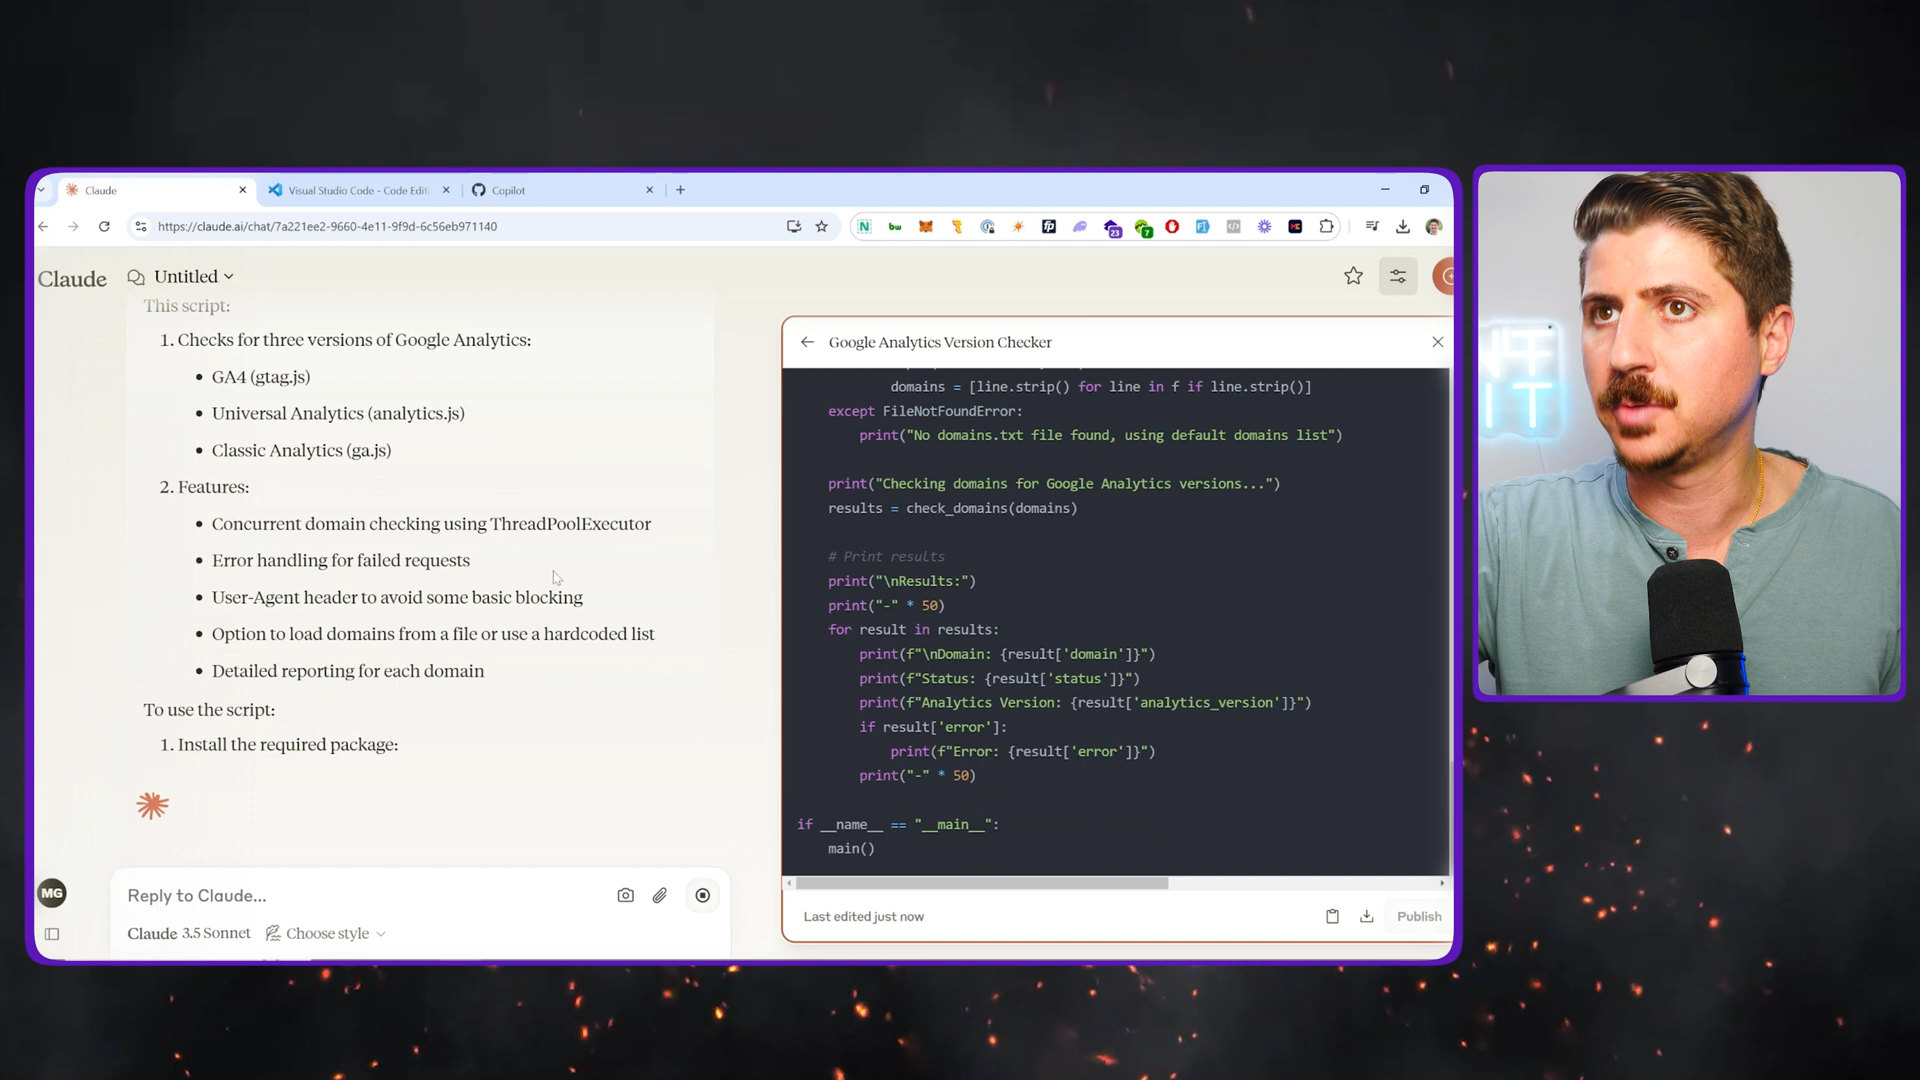 Claude
Visual Studio Code - Code Edit
Copilot
https://claude.ai/chat/7a221ee2-9660-4e11-9f9d-6c56eb971140
23
7
Claude
Untitled
This script:
1. Checks for three versions of Google Analytics:
• GA4 (gtag.js)
• Universal Analytics (analytics.js)
• Classic Analytics (ga.js)
2. Features:
• Concurrent domain checking using ThreadPoolExecutor
• Error handling for failed requests
• User-Agent header to avoid some basic blocking
• Option to load domains from a file or use a hardcoded list
• Detailed reporting for each domain
To use the script:
1. Install the required package:
MG
Reply to Claude...
Claude 3.5 Sonnet
Choose style
Google Analytics Version Checker
domains = [line.strip() for line in f if line.strip()]
except FileNotFoundError:
print("No domains.txt file found, using default domains list")
print("Checking domains for Google Analytics versions...")
results = check_domains(domains)
# Print results
print("\nResults:")
print("-" * 50)
for result in results:
print(f"\nDomain: {result['domain']}")
print(f"Status: {result['status']}")
print(f"Analytics Version: {result['analytics_version']}")
if result['error']:
print(f"Error: {result['error']}")
print("-" * 50)
if __name__ == "__main__":
main()
Last edited just now
Publish